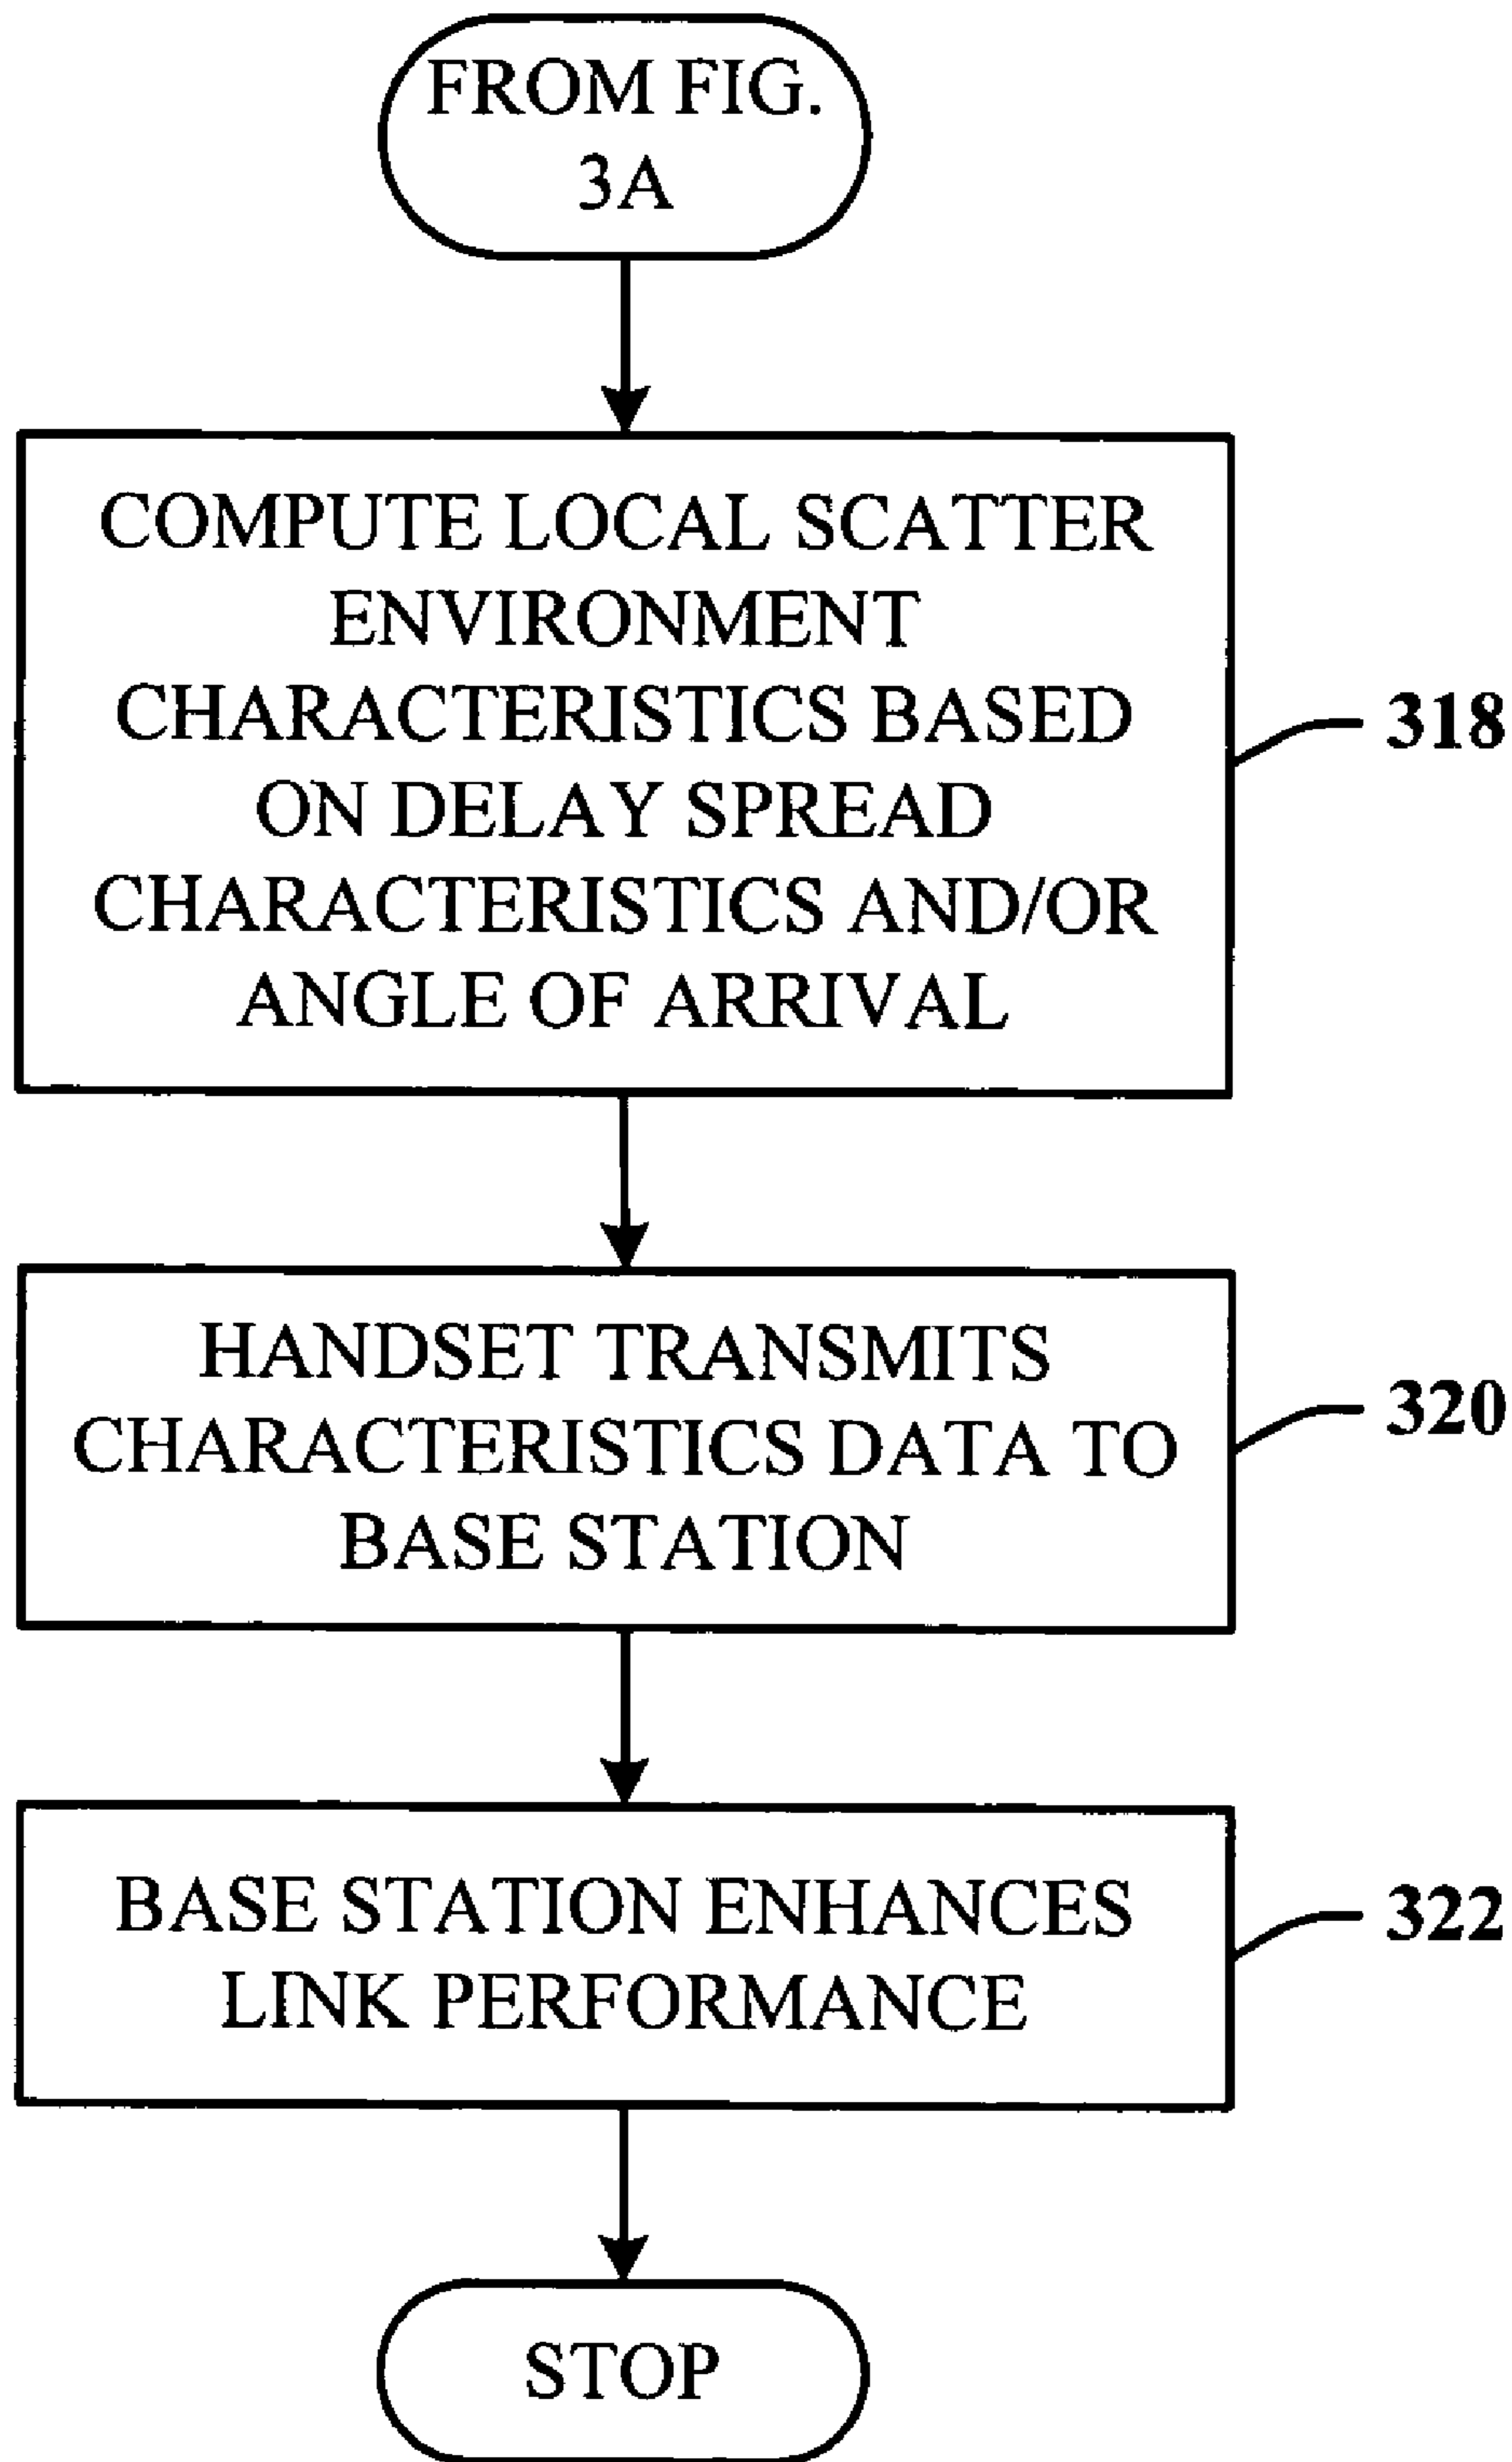 FROM FIG.
3A
COMPUTE LOCAL SCATTER
ENVIRONMENT
CHARACTERISTICS BASED
ON DELAY SPREAD
CHARACTERISTICS AND/OR
ANGLE OF ARRIVAL
318
HANDSET TRANSMITS
CHARACTERISTICS DATA TO
BASE STATION
320
BASE STATION ENHANCES
LINK PERFORMANCE
322
STOP